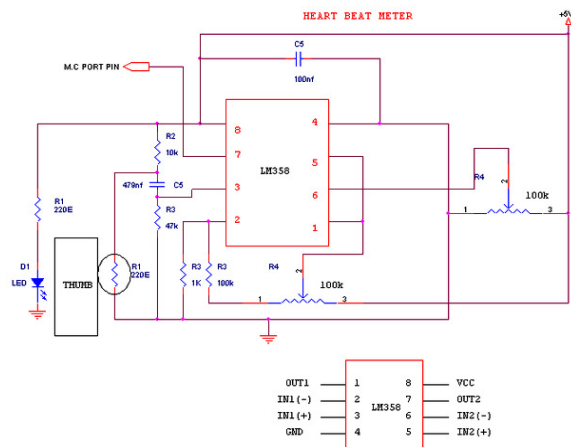 HEART BEAT METER
+5V
C5
100nf
M.C PORT PIN
8
4
R2
10k
7
5
LM358
479nf
C5
3
6
R4
100k
2
1
3
R1
220E
R3
47k
2
1
D1
LED
THUMB
R1
220E
R3
1K
R3
100k
R4
2
100k
1
3
OUT1
1
8
VCC
IN1(-)
2
7
OUT2
LM358
IN1(+)
3
6
IN2(-)
GND
4
5
IN2(+)